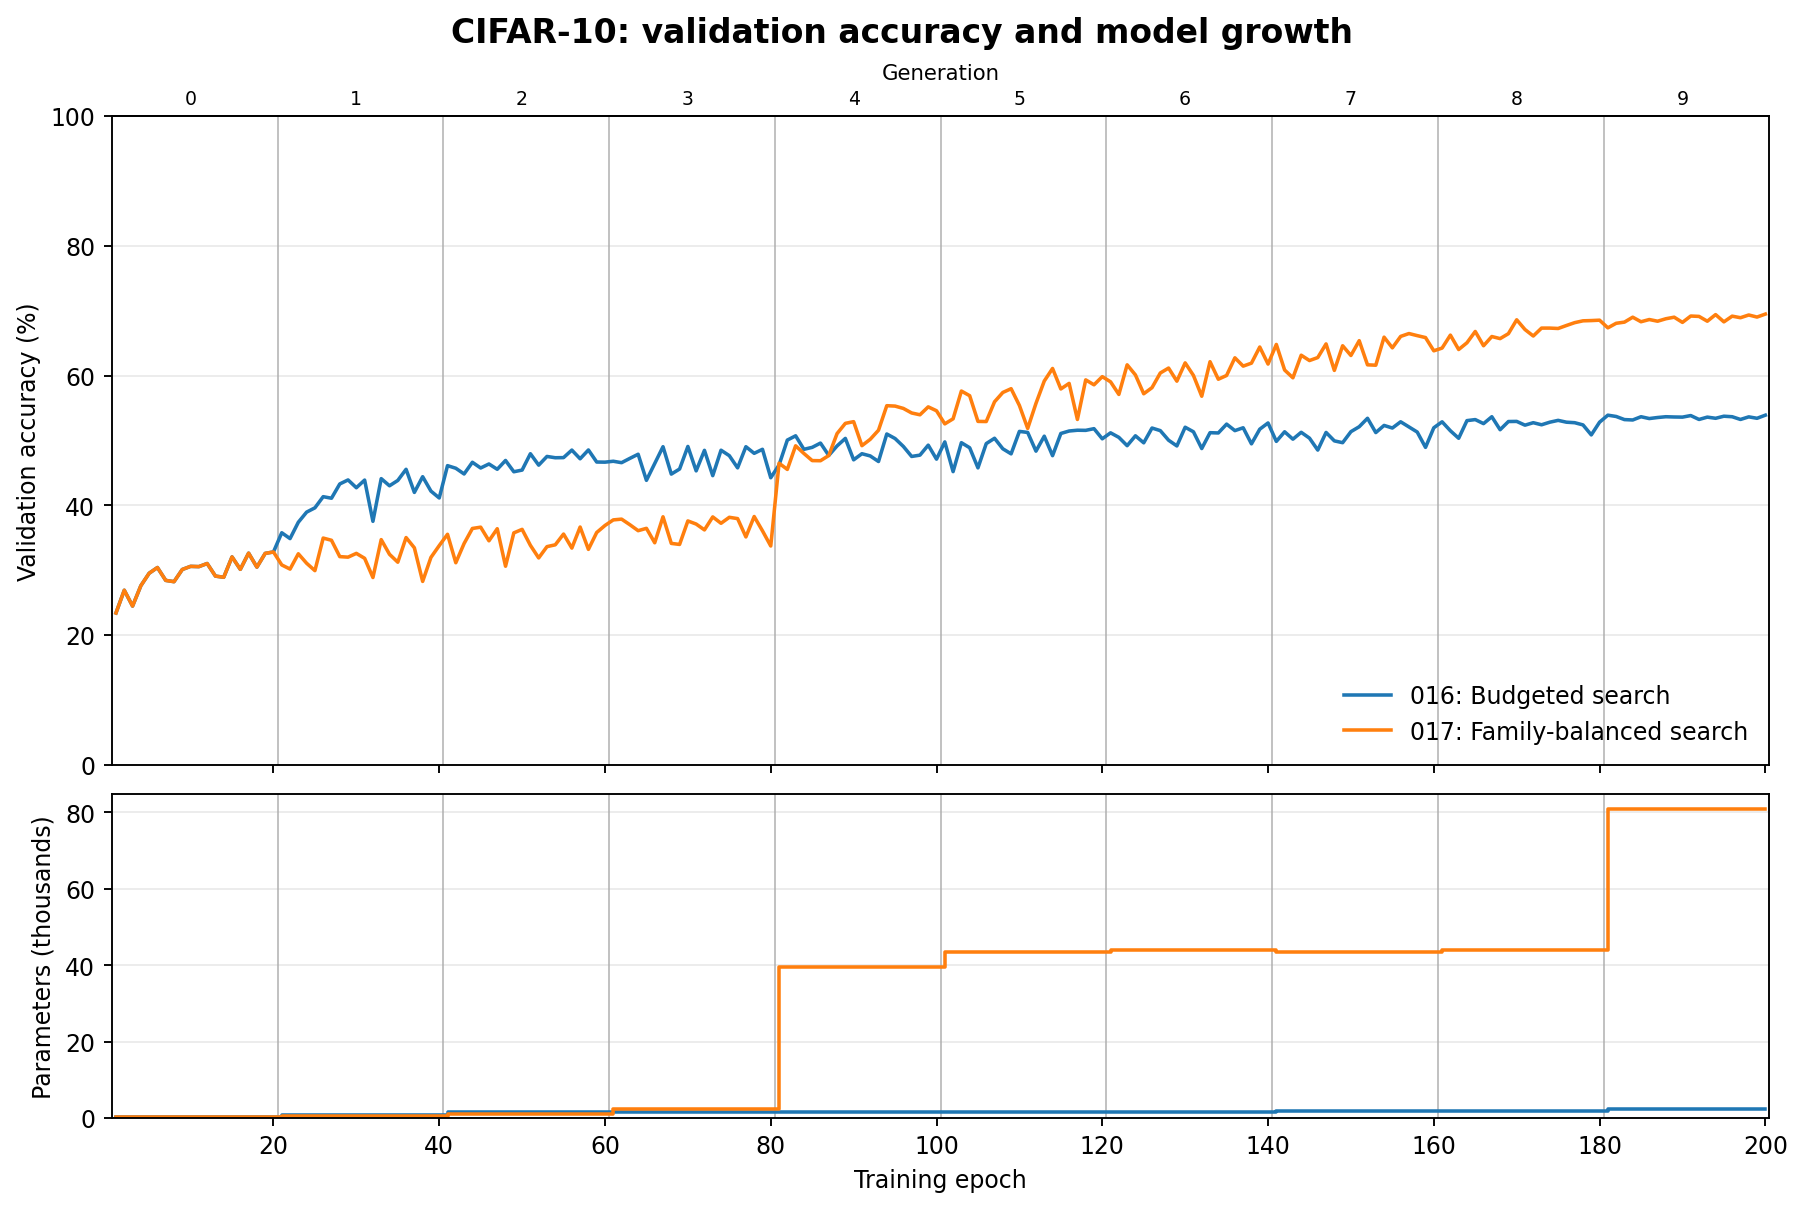 CIFAR-10: validation accuracy and model growth
Generation
0 1 2 3 4 5 6 7 8 9
Validation accuracy (%)
100
80
60
40
20
0
016: Budgeted search
017: Family-balanced search
Parameters (thousands)
80
60
40
20
0
20 40 60 80 100 120 140 160 180 200
Training epoch